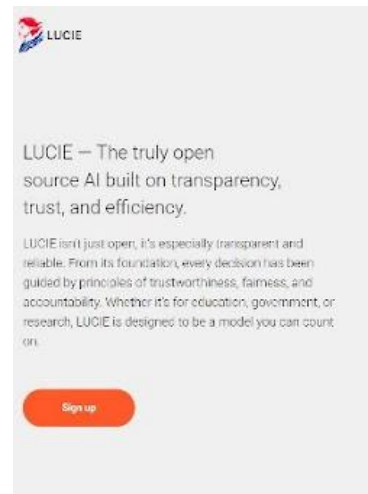 LUCIE
LUCIE — The truly open
source AI built on transparency,
trust, and efficiency.
LUCIE isn't just open, it's especially transparent and
reliable. From its foundation, every decision has been
guided by principles of trustworthiness, fairness, and
accountability. Whether it's for education, government, or
research, LUCIE is designed to be a model you can count
on.
Sign up